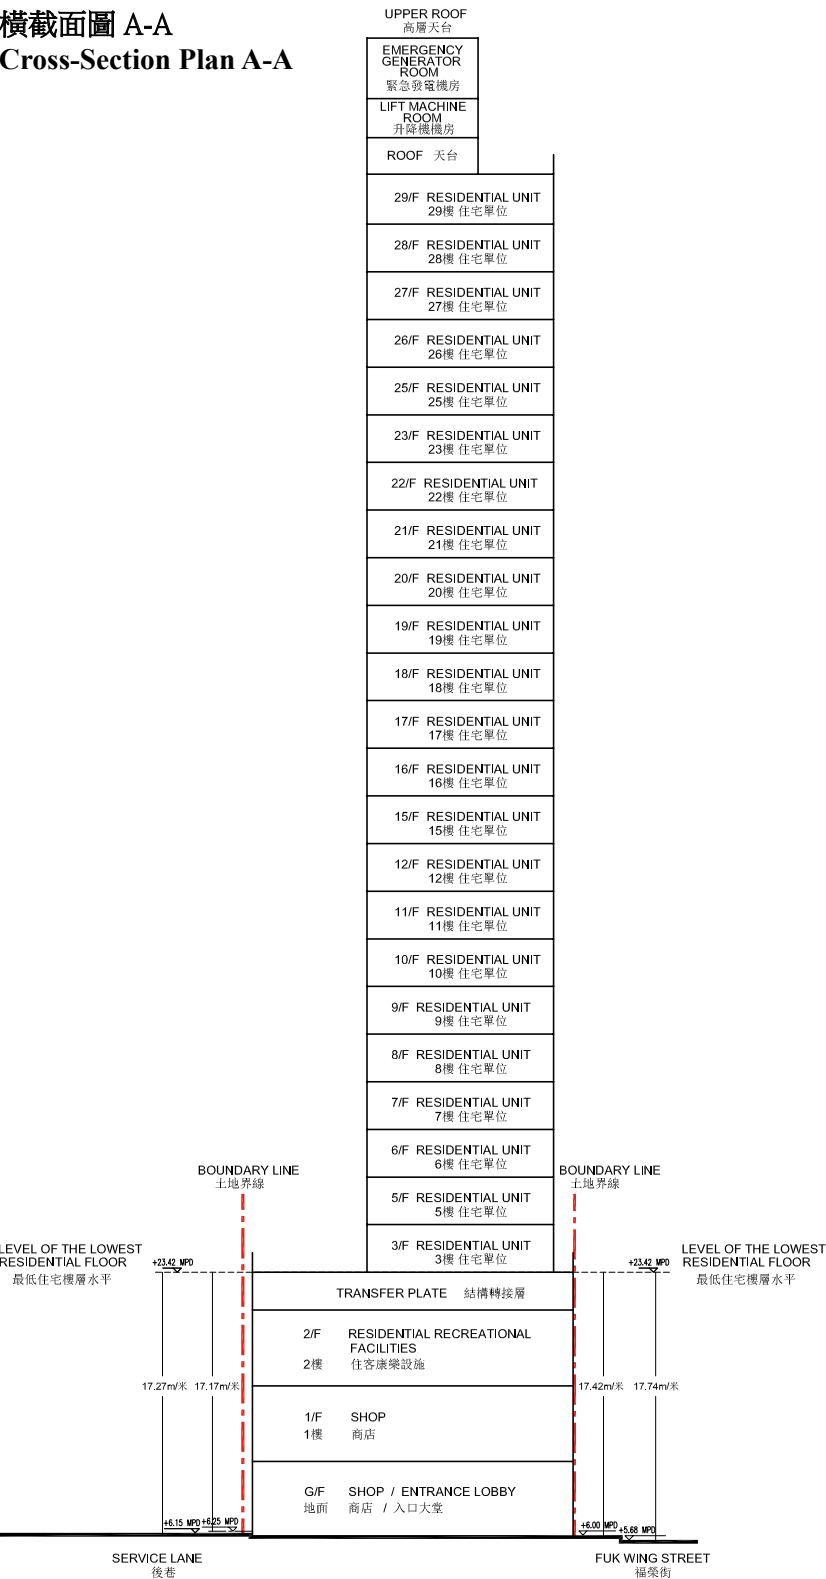 橫截面圖 A-A
Cross-Section Plan A-A
UPPER ROOF
高層天台
EMERGENCY
GENERATOR
ROOM
緊急發電機房
LIFT MACHINE
ROOM
升降機機房
ROOF 天台
29/F RESIDENTIAL UNIT
29樓 住宅單位
28/F RESIDENTIAL UNIT
28樓 住宅單位
27/F RESIDENTIAL UNIT
27樓 住宅單位
26/F RESIDENTIAL UNIT
26樓 住宅單位
25/F RESIDENTIAL UNIT
25樓 住宅單位
23/F RESIDENTIAL UNIT
23樓 住宅單位
22/F RESIDENTIAL UNIT
22樓 住宅單位
21/F RESIDENTIAL UNIT
21樓 住宅單位
20/F RESIDENTIAL UNIT
20樓 住宅單位
19/F RESIDENTIAL UNIT
19樓 住宅單位
18/F RESIDENTIAL UNIT
18樓 住宅單位
17/F RESIDENTIAL UNIT
17樓 住宅單位
16/F RESIDENTIAL UNIT
16樓 住宅單位
15/F RESIDENTIAL UNIT
15樓 住宅單位
12/F RESIDENTIAL UNIT
12樓 住宅單位
11/F RESIDENTIAL UNIT
11樓 住宅單位
10/F RESIDENTIAL UNIT
10樓 住宅單位
9/F RESIDENTIAL UNIT
9樓 住宅單位
8/F RESIDENTIAL UNIT
8樓 住宅單位
7/F RESIDENTIAL UNIT
7樓 住宅單位
6/F RESIDENTIAL UNIT
6樓 住宅單位
BOUNDARY LINE
土地界線
BOUNDARY LINE
土地界線
5/F RESIDENTIAL UNIT
5樓 住宅單位
3/F RESIDENTIAL UNIT
3樓 住宅單位
LEVEL OF THE LOWEST
RESIDENTIAL FLOOR
最低住宅樓層水平
+23.42 MPD
+23.42 MPD
LEVEL OF THE LOWEST
RESIDENTIAL FLOOR
最低住宅樓層水平
TRANSFER PLATE 結構轉接層
2/F RESIDENTIAL RECREATIONAL
FACILITIES
2樓 住客康樂設施
17.27m/米 17.17m/米
17.42m/米 17.74m/米
1/F SHOP
1樓 商店
G/F SHOP / ENTRANCE LOBBY
地面 商店 / 入口大堂
+6.15 MPD +6.25 MPD
+6.00 MPD +5.68 MPD
SERVICE LANE
後巷
FUK WING STREET
福榮街